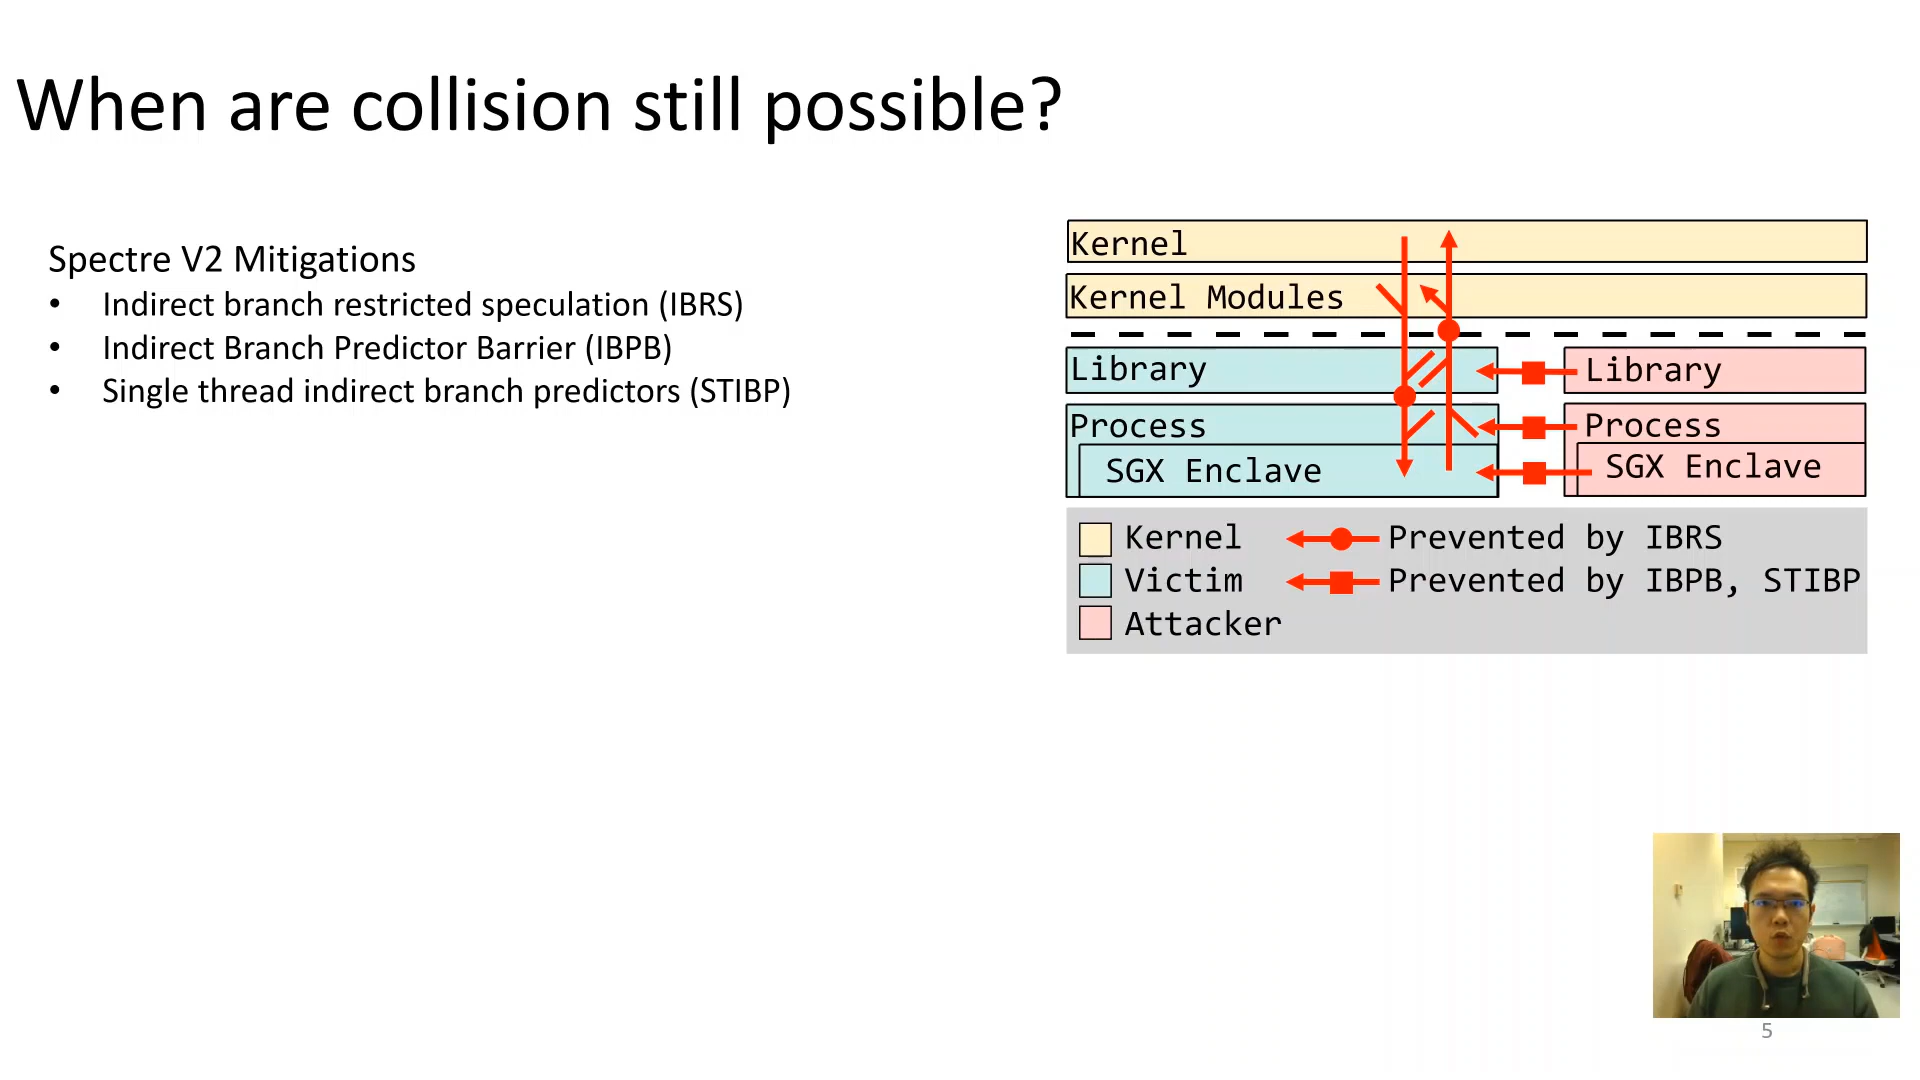 When are collision still possible?
Spectre V2 Mitigations
• Indirect branch restricted speculation (IBRS)
• Indirect Branch Predictor Barrier (IBPB)
• Single thread indirect branch predictors (STIBP)
Kernel
Kernel Modules
Library
Library
Process
Process
SGX Enclave
SGX Enclave
Kernel
Prevented by IBRS
Victim
Prevented by IBPB, STIBP
Attacker
5